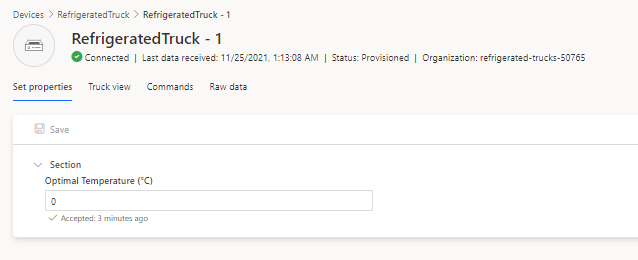 Devices > RefrigeratedTruck > RefrigeratedTruck - 1
RefrigeratedTruck - 1
Connected | Last data received: 11/25/2021, 1:13:08 AM | Status: Provisioned | Organization: refrigerated-trucks-50765
Set properties Truck view Commands Raw data
Save
Section
Optimal Temperature (°C)
0
Accepted: 3 minutes ago